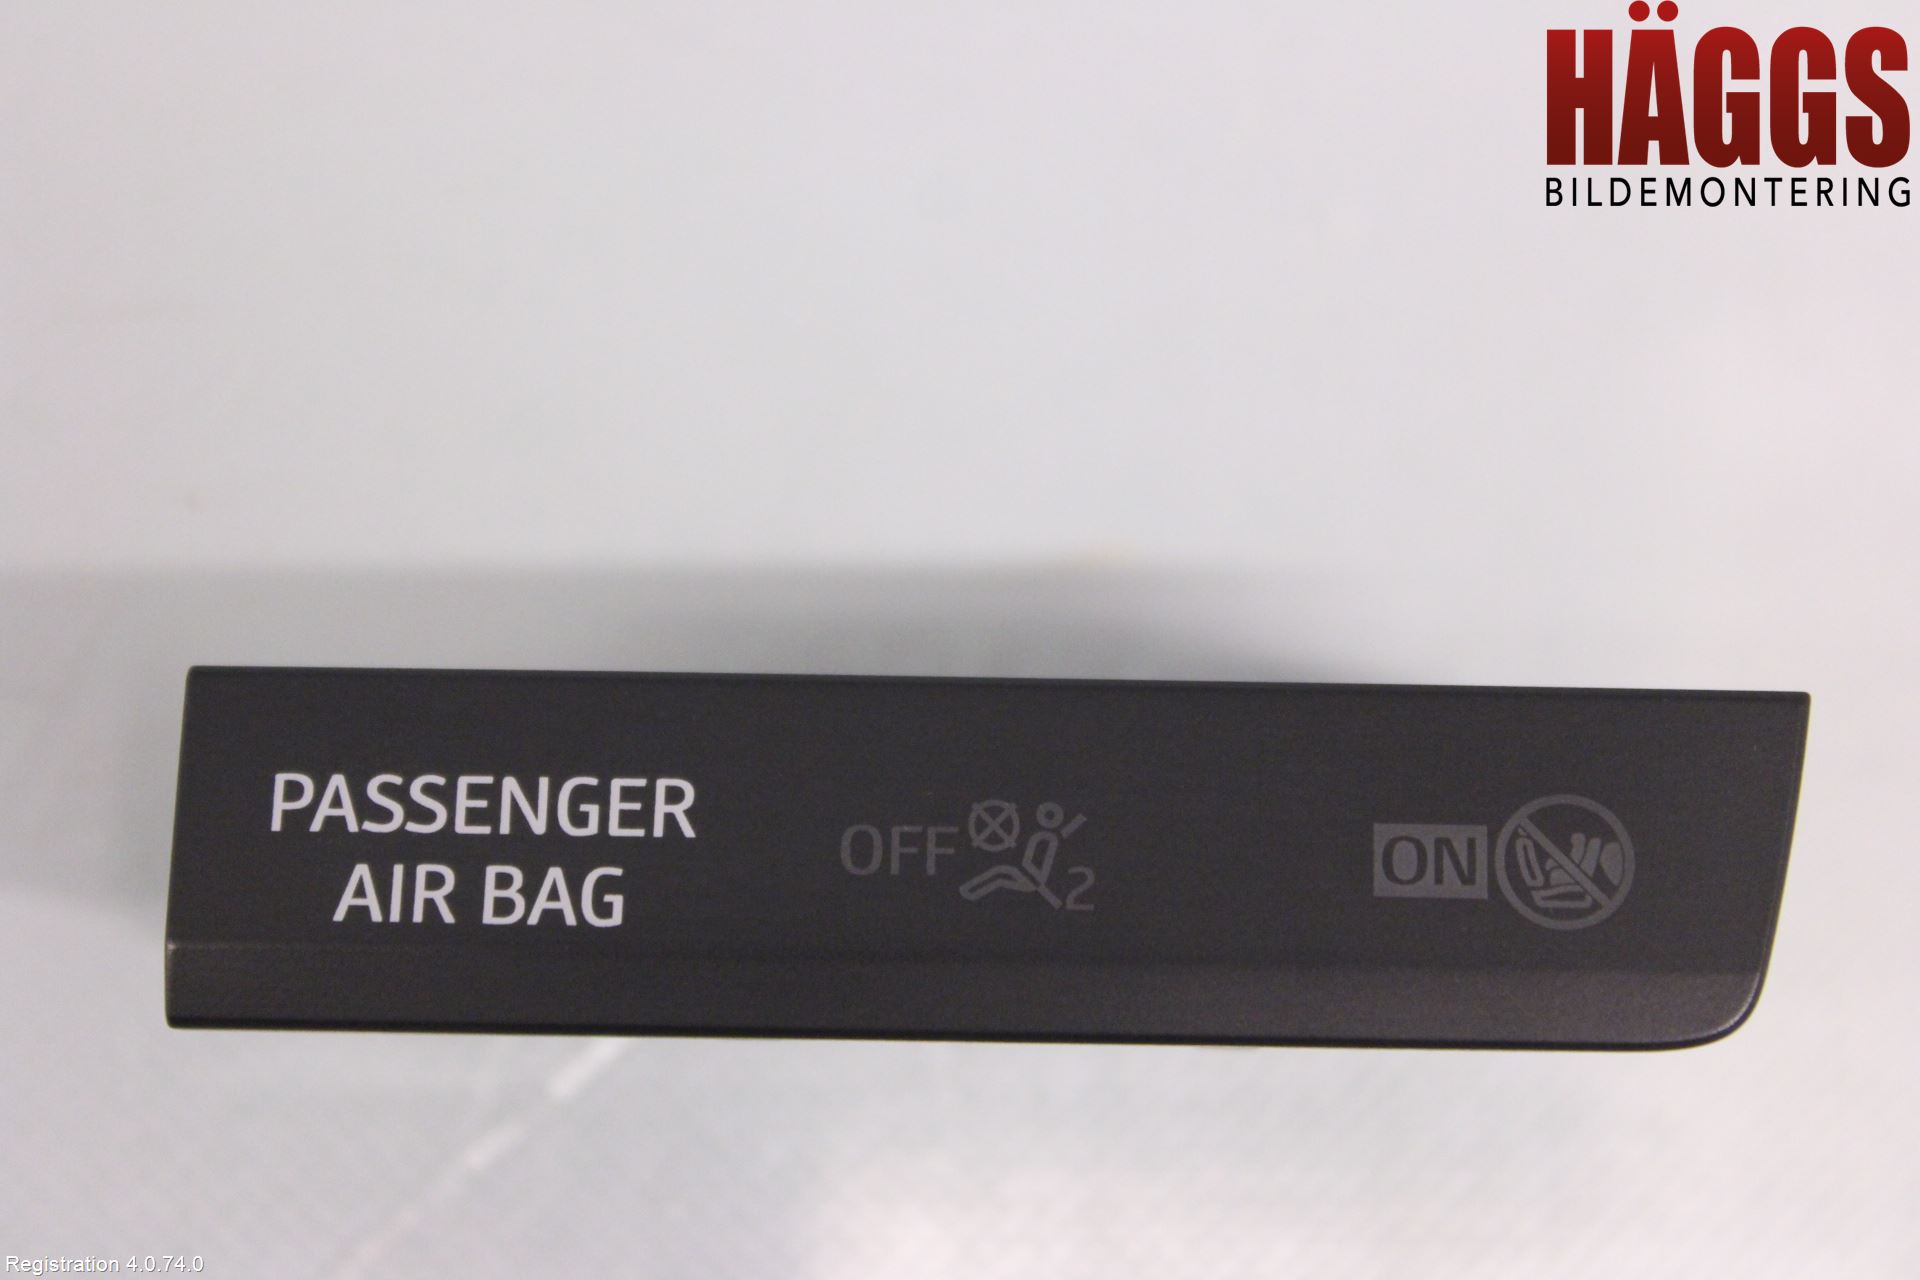 HÄGGS
BILDEMONTERING
PASSENGER
AIR BAG
OFF 2
ON
Registration 4.0.74.0